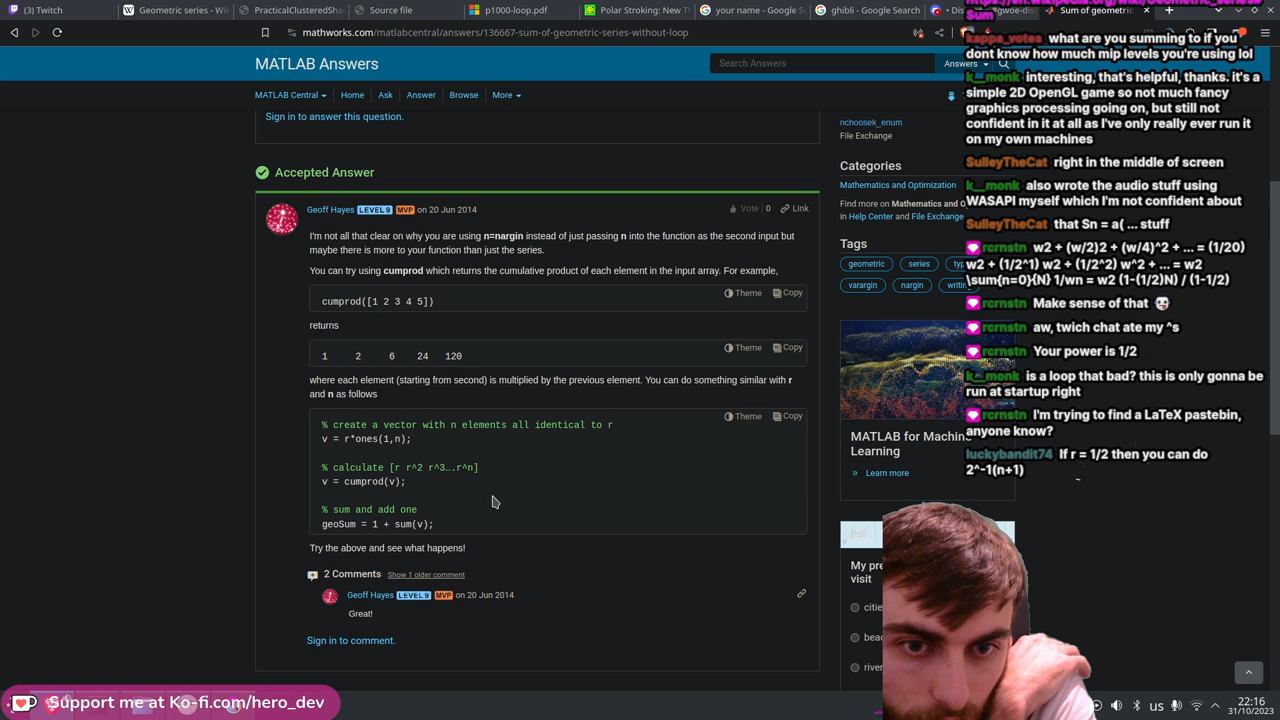 (3) Twitch
Geometric series - Wik
PracticalClusteredSha
Source file
p1000-loop.pdf
Polar Stroking: New Th
your name - Google S
ghibli - Google Search
Sum of geometric
mathworks.com/matlabcentral/answers/136667-sum-of-geometric-series-without-loop
MATLAB Answers
Search Answers
Answers
MATLAB Central
Home
Ask
Answer
Browse
More
Sign in to answer this question.
Accepted Answer
Geoff Hayes LEVEL 9 MVP on 20 Jun 2014
Vote 0 Link
I'm not that clear on why you are using n=nargin instead of just passing n into the function as the second input but
maybe there is more to your function than just the series.
You can try using cumprod which returns the cumulative product of each element in the input array. For example,
Theme Copy
cumprod([1 2 3 4 5])
returns
Theme Copy
1 2 6 24 120
where each element (starting from second) is multiplied by the previous element. You can do something similar with r
and n as follows
Theme Copy
% create a vector with n elements all identical to r
v = r*ones(1,n);
% calculate [r r^2 r^3….r^n]
v = cumprod(v);
% sum and add one
geoSum = 1 + sum(v);
Try the above and see what happens!
2 Comments Show 1 older comment
Geoff Hayes LEVEL 9 MVP on 20 Jun 2014
Great!
Sign in to comment.
nchoosek_enum
File Exchange
Categories
Mathematics and Optimization
Find more on Mathematics and O
in Help Center and File Exchange
Tags
geometric
series
typ
varargin
nargin
writin
MATLAB for Machine
Learning
» Learn more
Poll
My pre
visit
cities
beac
river
Sum
kappa_votes what are you summing to if you
dont know how much mip levels you're using lol
k__monk interesting, that's helpful, thanks. it's a
simple 2D OpenGL game so not much fancy
graphics processing going on, but still not
confident in it at all as I've only really ever run it
on my own machines
SulleyTheCat right in the middle of screen
k__monk also wrote the audio stuff using
WASAPI myself which I'm not confident about
SulleyTheCat that Sn = a( ... stuff
rcrnstn w2 + (w/2)2 + (w/4)^2 + ... = (1/20)
w2 + (1/2^1) w2 + (1/2^2) w^2 + ... = w2
\sum{n=0}{N} 1/wn = w2 (1-(1/2)N) / (1-1/2)
rcrnstn Make sense of that 💀
rcrnstn aw, twich chat ate my ^s
rcrnstn Your power is 1/2
k__monk is a loop that bad? this is only gonna be
run at startup right
rcrnstn I'm trying to find a LaTeX pastebin,
anyone know?
luckybandit74 If r = 1/2 then you can do
2^-1(n+1)
~
Support me at Ko-fi.com/hero_dev
us
22:16
31/10/2023